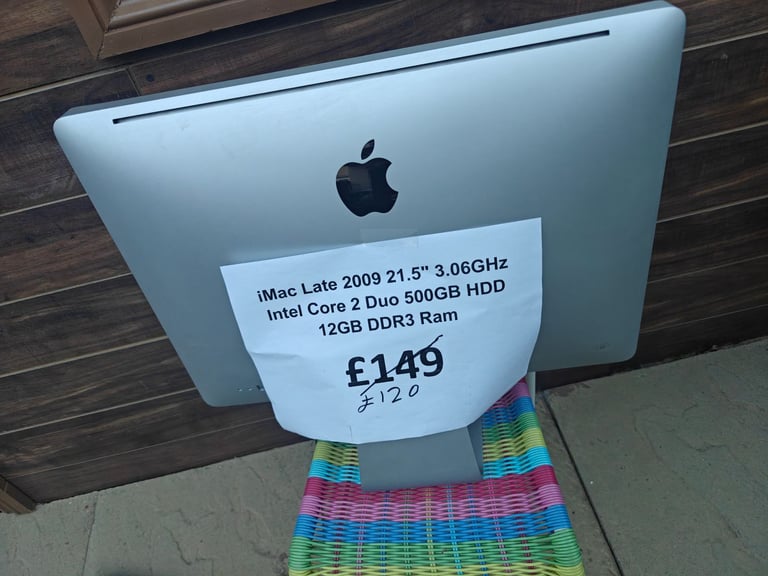 iMac Late 2009 21.5" 3.06GHz
Intel Core 2 Duo 500GB HDD
12GB DDR3 Ram
£149
£120